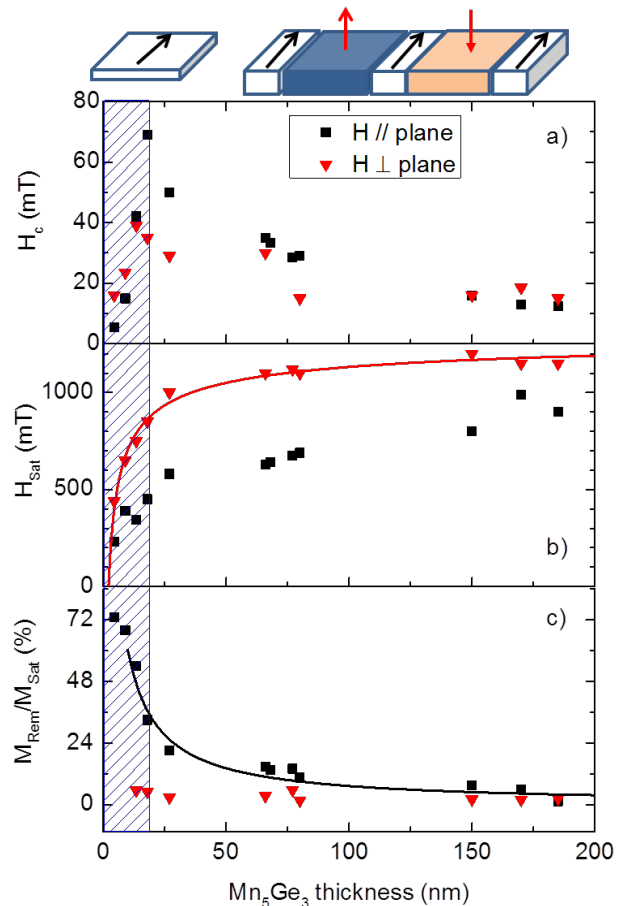 80
60
40
20
0
H_c (mT)
H // plane
H ⊥ plane
a)
1000
500
0
H_Sat (mT)
b)
72
48
24
0
M_Rem/M_Sat (%)
c)
0 50 100 150 200
Mn_5Ge_3 thickness (nm)